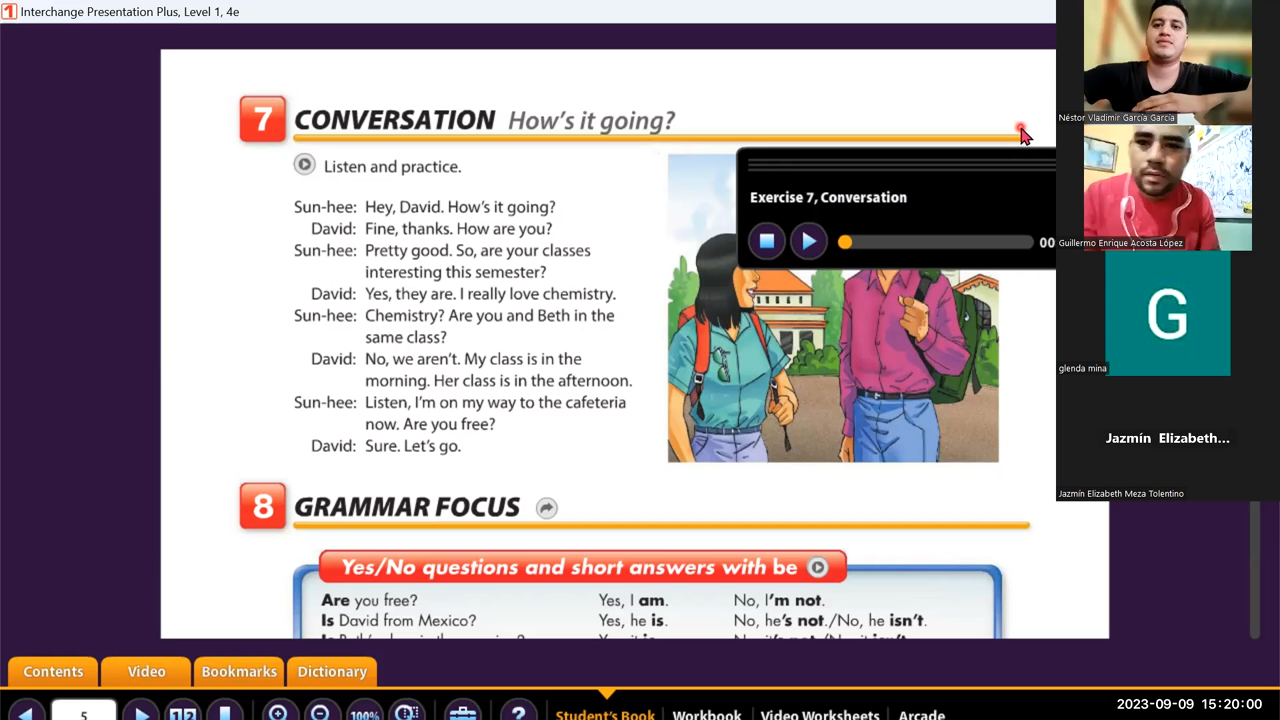 Interchange Presentation Plus, Level 1, 4e
7 CONVERSATION How's it going?
Listen and practice.
Sun-hee: Hey, David. How's it going?
David: Fine, thanks. How are you?
Sun-hee: Pretty good. So, are your classes
interesting this semester?
David: Yes, they are. I really love chemistry.
Sun-hee: Chemistry? Are you and Beth in the
same class?
David: No, we aren't. My class is in the
morning. Her class is in the afternoon.
Sun-hee: Listen, I'm on my way to the cafeteria
now. Are you free?
David: Sure. Let's go.
Exercise 7, Conversation
00
8 GRAMMAR FOCUS
Yes/No questions and short answers with be
Are you free? Yes, I am. No, I'm not.
Is David from Mexico? Yes, he is. No, he's not./No, he isn't.
Néstor Vladimir García García
Guillermo Enrique Acosta López
G
glenda mina
Jazmín Elizabeth...
Jazmín Elizabeth Meza Tolentino
Contents Video Bookmarks Dictionary
5 100% ? Student's Book Workbook Video Worksheets Arcade
2023-09-09 15:20:00